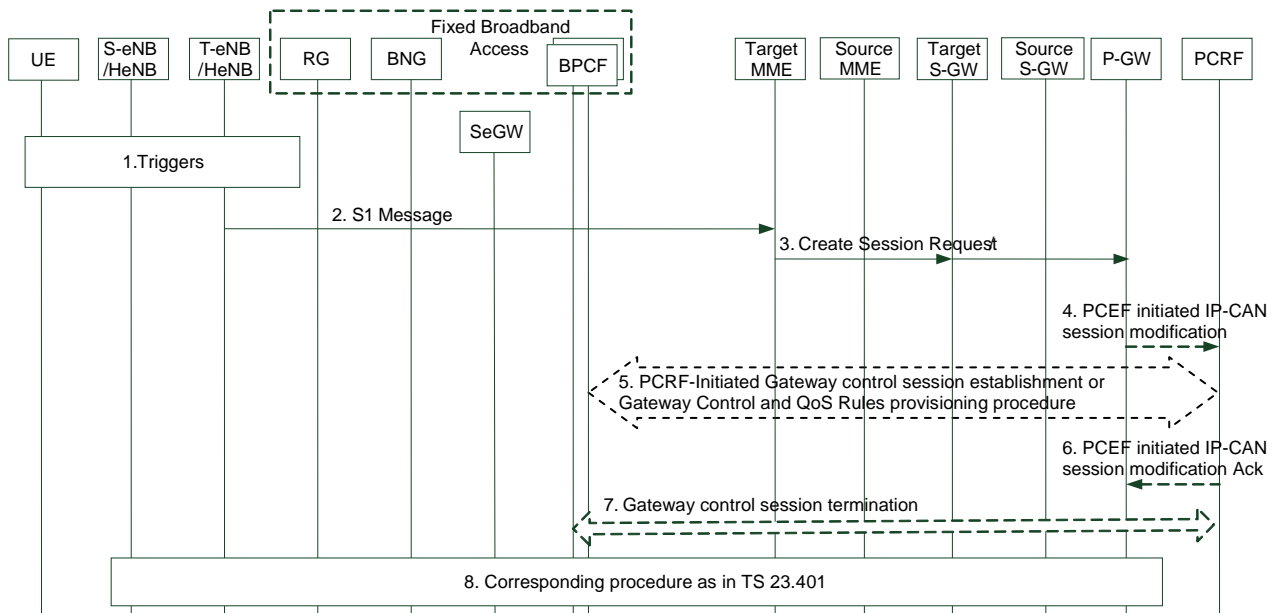 Fixed Broadband
Access
UE
S-eNB
/HeNB
T-eNB
/HeNB
RG
BNG
BPCF
Target
MME
Source
MME
Target
S-GW
Source
S-GW
P-GW
PCRF
SeGW
1.Triggers
2. S1 Message
3. Create Session Request/
4. PCEF initiated IP-CAN
session modification
5. PCRF-Initiated Gateway control session establishment or
Gateway Control and QoS Rules provisioning procedure
6. PCEF initiated IP-CAN
session modification Ack
7. Gateway control session termination
8. Corresponding procedure as in TS 23.401